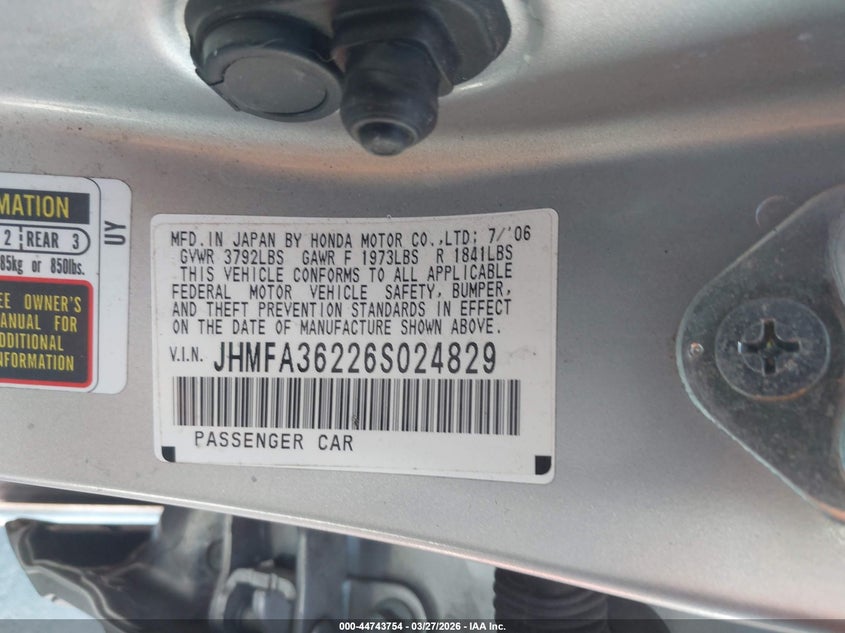 MATION
2 REAR 3
85kg or 850lbs.
EE OWNER'S
ANUAL FOR
DDITIONAL
NFORMATION
UY
MFD. IN JAPAN BY HONDA MOTOR CO.,LTD; 7/'06
GVWR 3792LBS GAWR F 1973LBS R 1841LBS
THIS VEHICLE CONFORMS TO ALL APPLICABLE
FEDERAL MOTOR VEHICLE SAFETY, BUMPER,
AND THEFT PREVENTION STANDARDS IN EFFECT
ON THE DATE OF MANUFACTURE SHOWN ABOVE.
V.I.N. JHMFA36226S024829
PASSENGER CAR
000-44743754 - 03/27/2026 - IAA Inc.